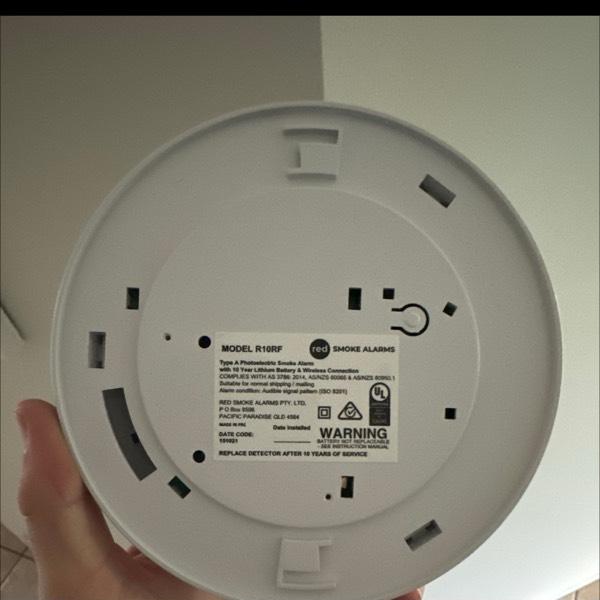 MODEL R10RF red SMOKE ALARMS
Type A Photoelectric Smoke Alarm
with 10 Year Lithium Battery & Wireless Connection
COMPLIES WITH AS 3786: 2014, AS/NZS 60065 & AS/NZS 60950.1
Suitable for normal shipping / mailing
Alarm condition: Audible signal pattern (ISO 8201)
RED SMOKE ALARMS PTY. LTD.
P O Box 9596
PACIFIC PARADISE QLD 4564
MADE IN PRC
Date Installed
DATE CODE:
151021
UL
WARNING
BATTERY NOT REPLACEABLE
- SEE INSTRUCTION MANUAL
REPLACE DETECTOR AFTER 10 YEARS OF SERVICE